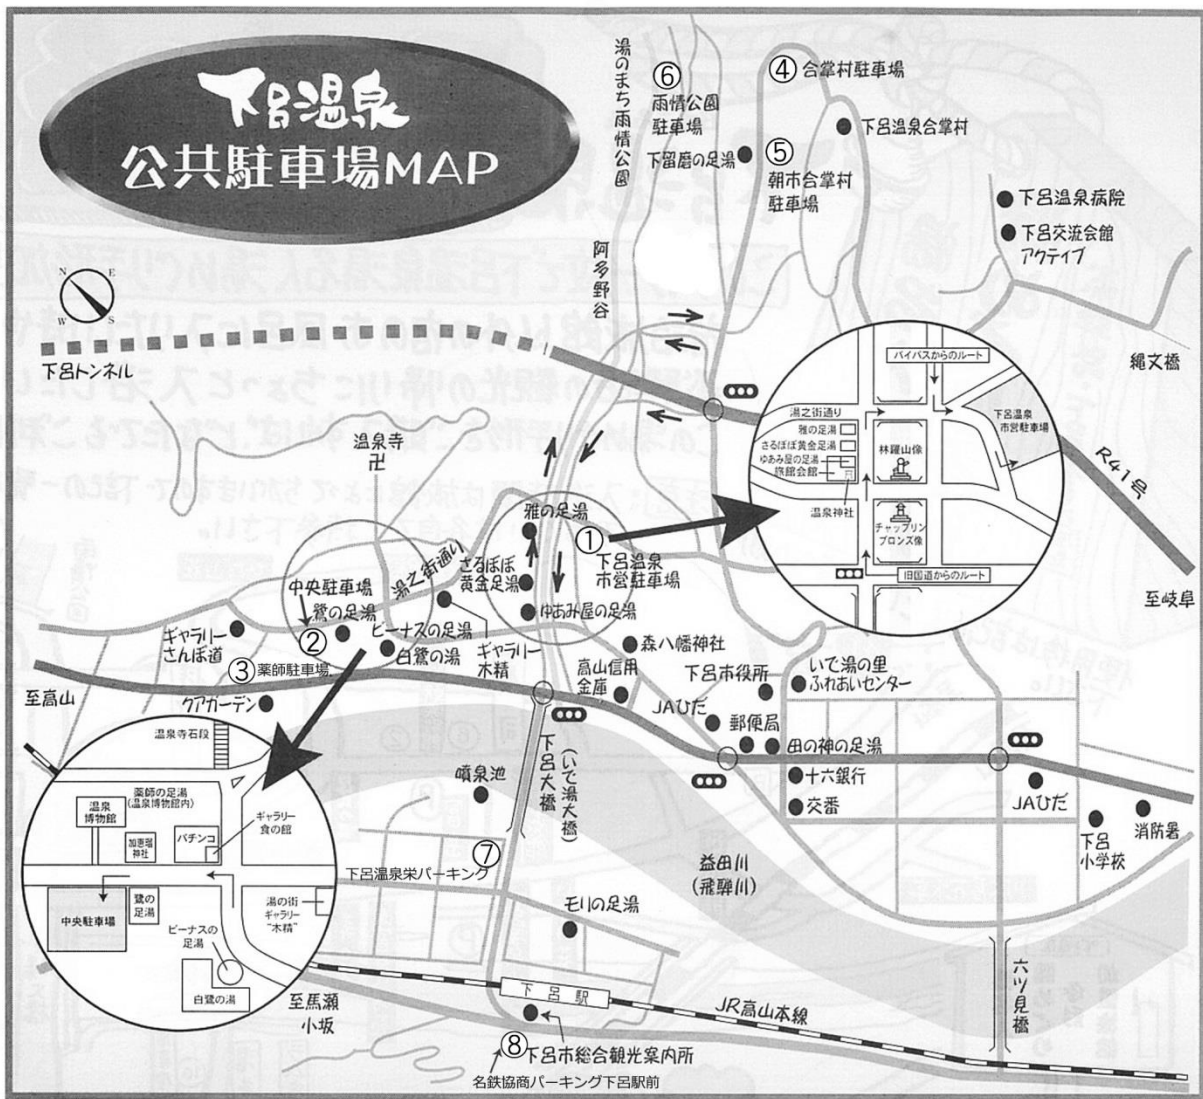 下呂温泉
公共駐車場MAP
N
E
W
S
下呂トンネル
湯のまち雨情公園
⑥
雨情公園
駐車場
下留磨の足湯
④合掌村駐車場
下呂温泉合掌村
⑤
朝市合掌村
駐車場
下呂温泉病院
下呂交流会館
アクティブ
阿多野谷
縄文橋
R41号
至岐阜
バイパスからのルート
湯之街通り
雅の足湯
さるぼぼ黄金足湯
ゆあみ屋の足湯
旅館会館
温泉神社
林羅山像
下呂温泉
市営駐車場
チャップリン
ブロンズ像
旧国道からのルート
温泉寺
卍
雅の足湯
①
下呂温泉
市営駐車場
湯之街通り
さるぼぼ
黄金足湯
ゆあみ屋の足湯
中央駐車場
鷺の足湯
②
ビーナスの足湯
白鷺の湯
ギャラリー
木精
ギャラリー
さんぽ道
③薬師駐車場
クアガーデン
至高山
森八幡神社
高山信用
金庫
下呂市役所
いで湯の里
ふれあいセンター
JAひだ
郵便局
田の神の足湯
十六銀行
交番
JAひだ
下呂
小学校
消防署
下呂大橋
(いで湯大橋)
噴泉池
⑦
下呂温泉栄パーキング
益田川
(飛騨川)
モリの足湯
六ツ見橋
温泉寺石段
薬師の足湯
(温泉博物館内)
温泉
博物館
加恵瑠
神社
パチンコ
ギャラリー
食の館
中央駐車場
鷺の
足湯
湯の街
ギャラリー
"木精"
ビーナスの
足湯
白鷺の湯
至馬瀬
小坂
下呂駅
JR高山本線
⑧下呂市総合観光案内所
名鉄協商パーキング下呂駅前